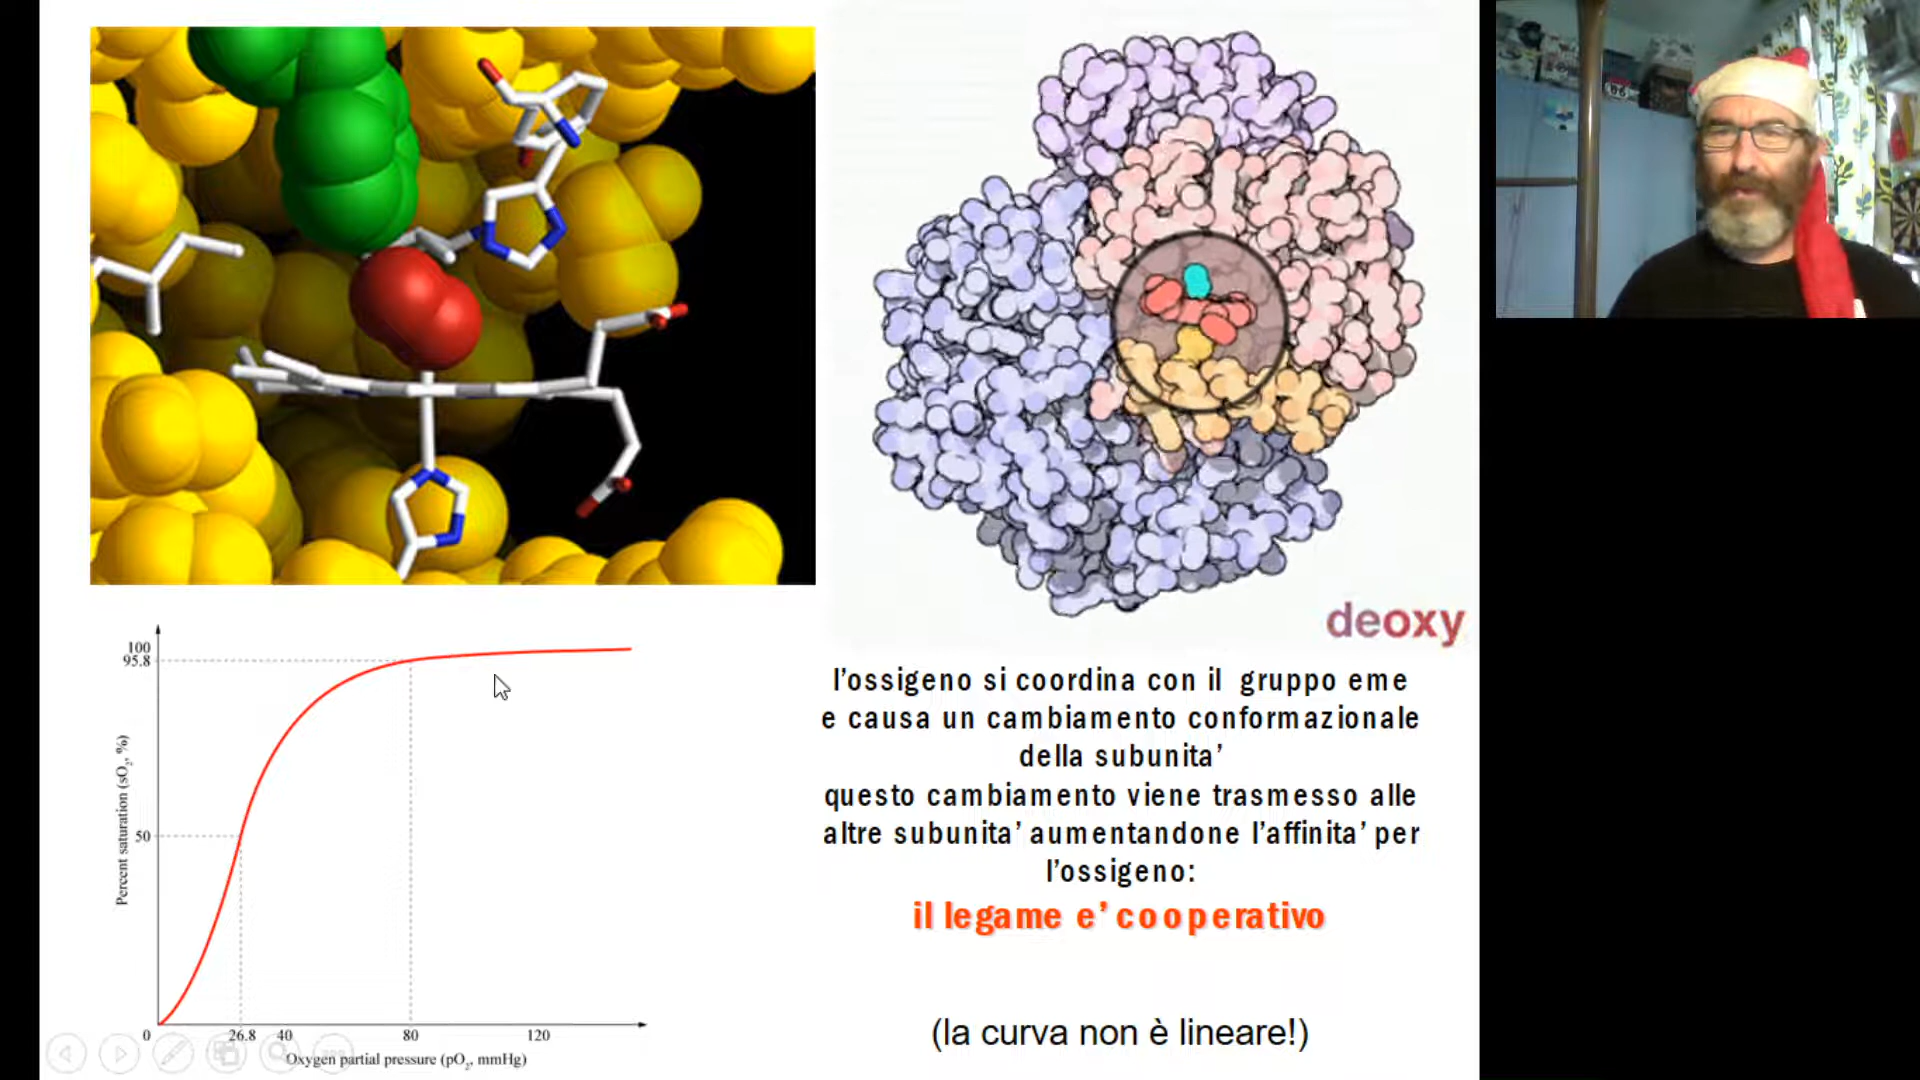 deoxy
100
95.8
50
0
26.8
40
80
120
Percent saturation (sO₂, %)
Oxygen partial pressure (pO₂, mmHg)
l'ossigeno si coordina con il gruppo eme
e causa un cambiamento conformazionale
della subunita'
questo cambiamento viene trasmesso alle
altre subunita' aumentandone l'affinita' per
l'ossigeno:
il legame e' cooperativo
(la curva non è lineare!)